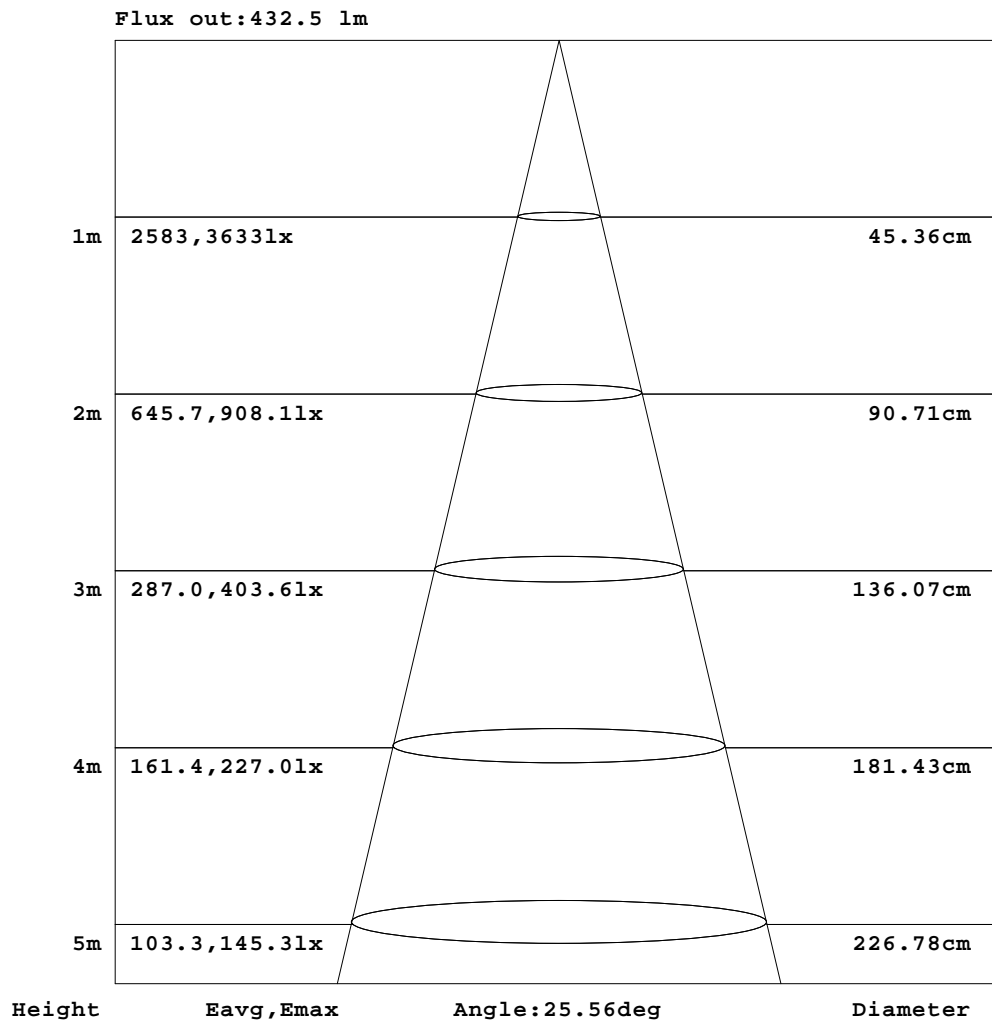 Flux out:432.5 lm
1m 2583,3633lx 45.36cm
2m 645.7,908.1lx 90.71cm
3m 287.0,403.6lx 136.07cm
4m 161.4,227.0lx 181.43cm
5m 103.3,145.3lx 226.78cm
Height Eavg,Emax Angle:25.56deg Diameter